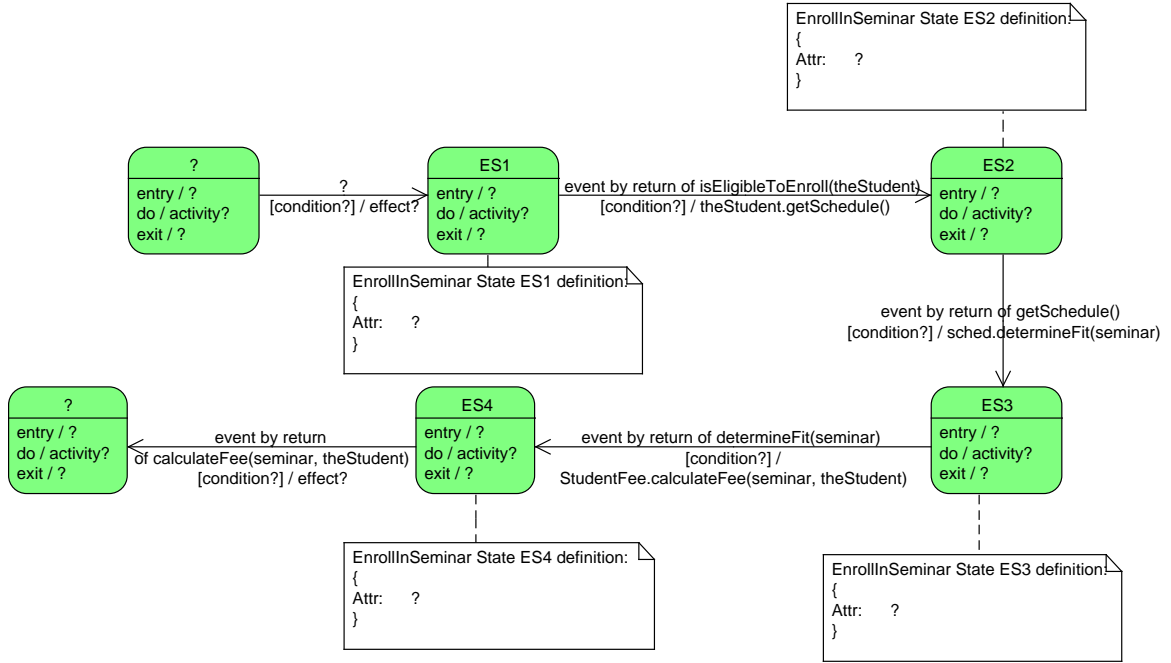 EnrollInSeminar State ES2 definition:
{
Attr: ?
}
?
entry / ?
do / activity?
exit / ?
?
[condition?] / effect?
ES1
entry / ?
do / activity?
exit / ?
event by return of isEligibleToEnroll(theStudent)
[condition?] / theStudent.getSchedule()
ES2
entry / ?
do / activity?
exit / ?
EnrollInSeminar State ES1 definition:
{
Attr: ?
}
event by return of getSchedule()
[condition?] / sched.determineFit(seminar)
?
entry / ?
do / activity?
exit / ?
event by return
of calculateFee(seminar, theStudent)
[condition?] / effect?
ES4
entry / ?
do / activity?
exit / ?
event by return of determineFit(seminar)
[condition?] /
StudentFee.calculateFee(seminar, theStudent)
ES3
entry / ?
do / activity?
exit / ?
EnrollInSeminar State ES4 definition:
{
Attr: ?
}
EnrollInSeminar State ES3 definition:
{
Attr: ?
}